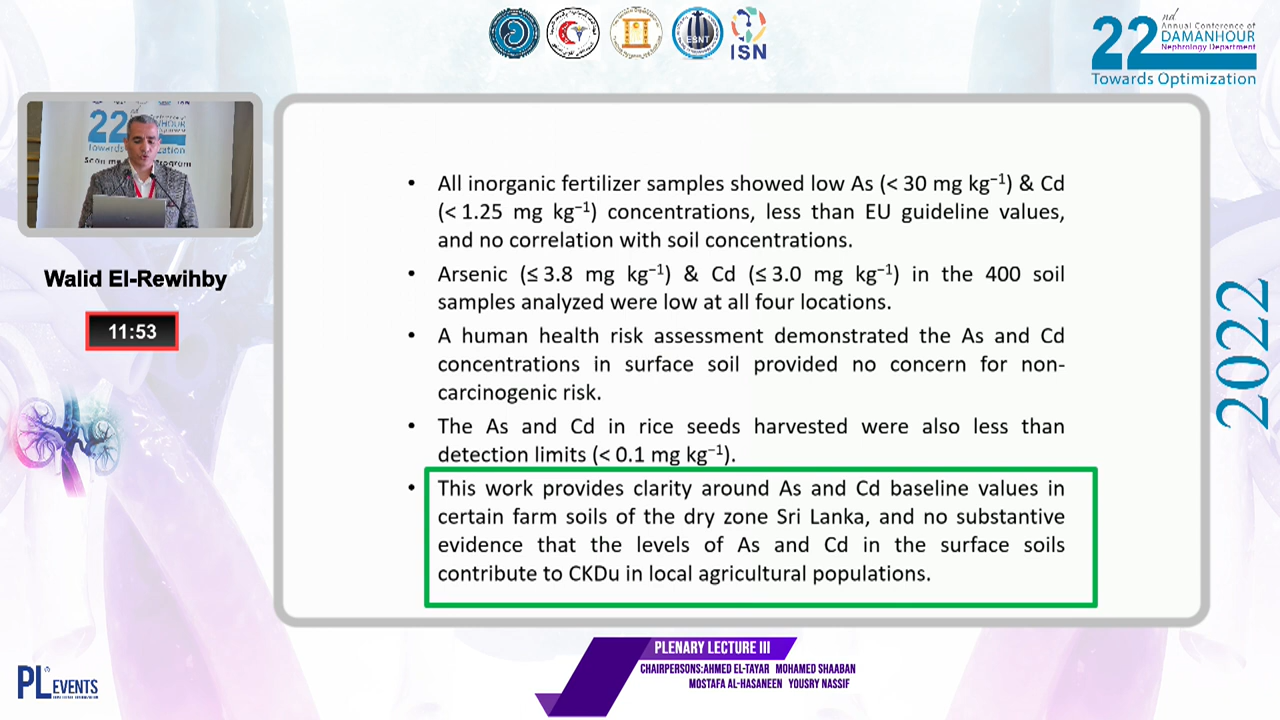 ESNT
ISN
22
nd
Annual Conference of
DAMANHOUR
Nephrology Department
Towards Optimization
22
Towards Optimization
Walid El-Rewihby
11:53
• All inorganic fertilizer samples showed low As (< 30 mg kg⁻¹) & Cd
(< 1.25 mg kg⁻¹) concentrations, less than EU guideline values,
and no correlation with soil concentrations.
• Arsenic (≤ 3.8 mg kg⁻¹) & Cd (≤ 3.0 mg kg⁻¹) in the 400 soil
samples analyzed were low at all four locations.
• A human health risk assessment demonstrated the As and Cd
concentrations in surface soil provided no concern for non-
carcinogenic risk.
• The As and Cd in rice seeds harvested were also less than
detection limits (< 0.1 mg kg⁻¹).
• This work provides clarity around As and Cd baseline values in
certain farm soils of the dry zone Sri Lanka, and no substantive
evidence that the levels of As and Cd in the surface soils
contribute to CKDu in local agricultural populations.
2022
PLENARY LECTURE III
CHAIRPERSONS:AHMED EL-TAYAR MOHAMED SHAABAN
MOSTAFA AL-HASANEEN YOUSRY NASSIF
PL EVENTS